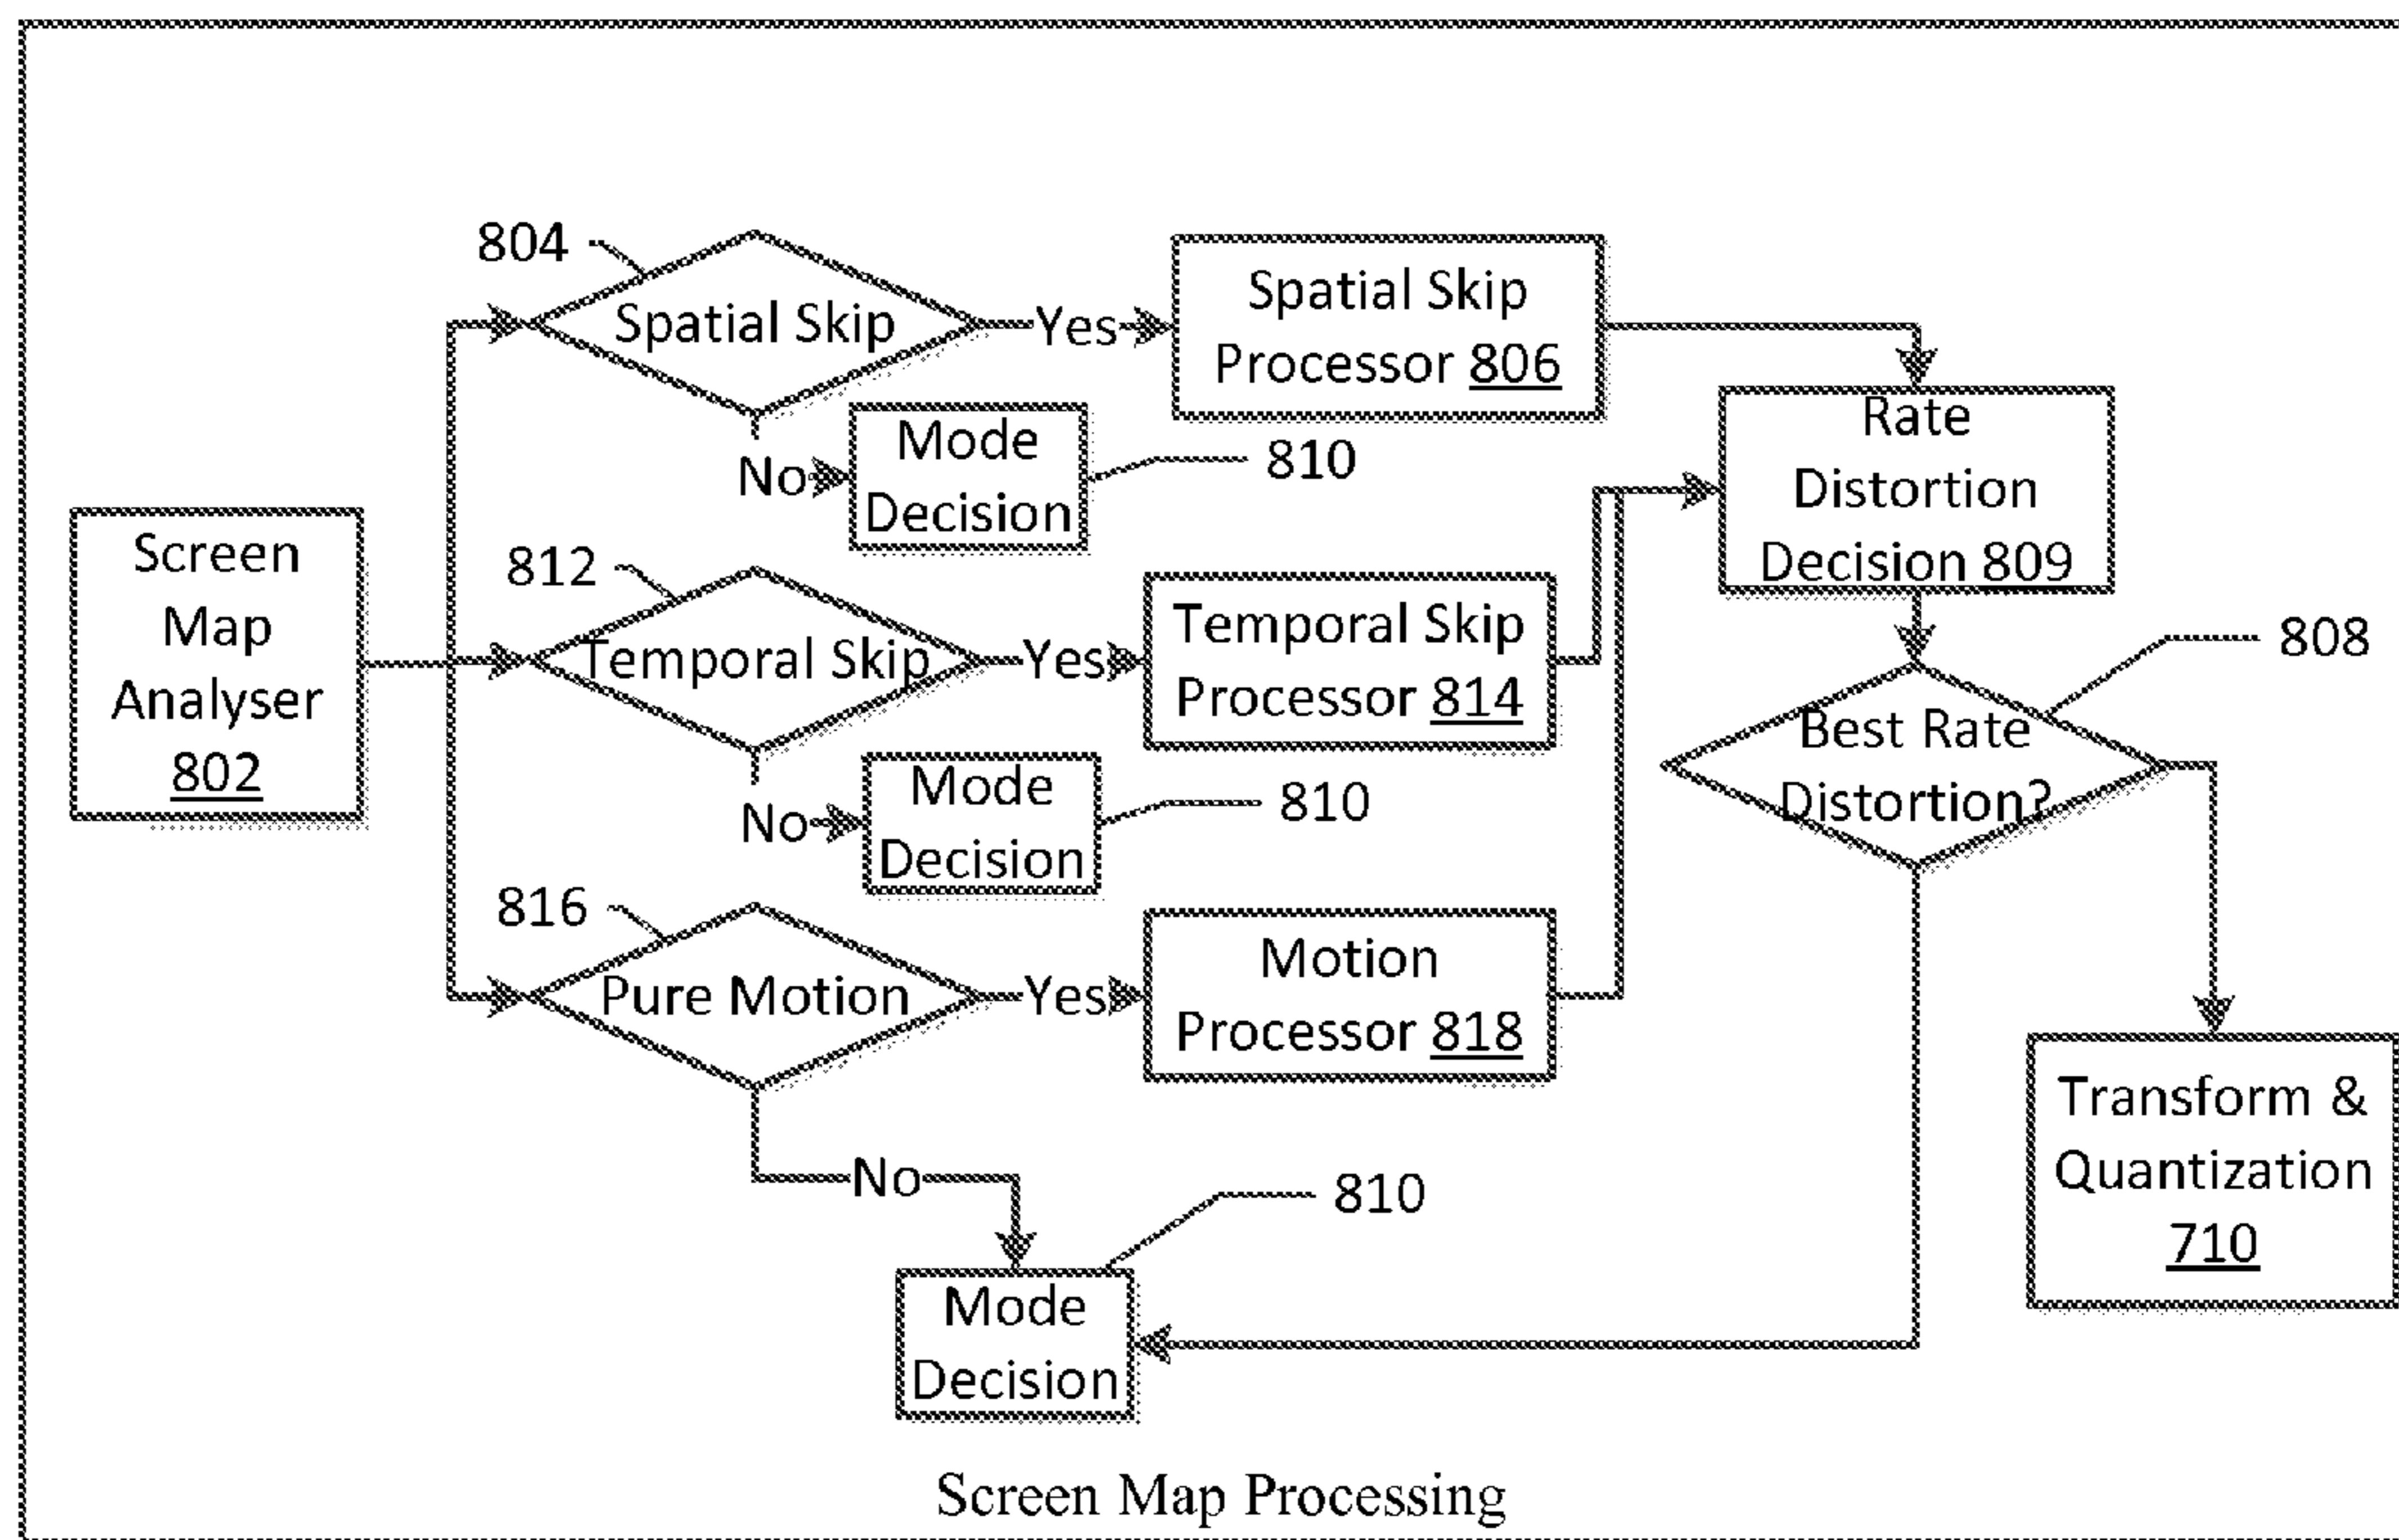 804
Spatial Skip
Yes
Spatial Skip
Processor 806
No
Mode
Decision
810
Rate
Distortion
Decision 809
Screen
Map
Analyser
802
812
Temporal Skip
Yes
Temporal Skip
Processor 814
No
Mode
Decision
810
808
Best Rate
Distortion?
816
Pure Motion
Yes
Motion
Processor 818
No
Mode
Decision
810
Transform &
Quantization
710
Screen Map Processing